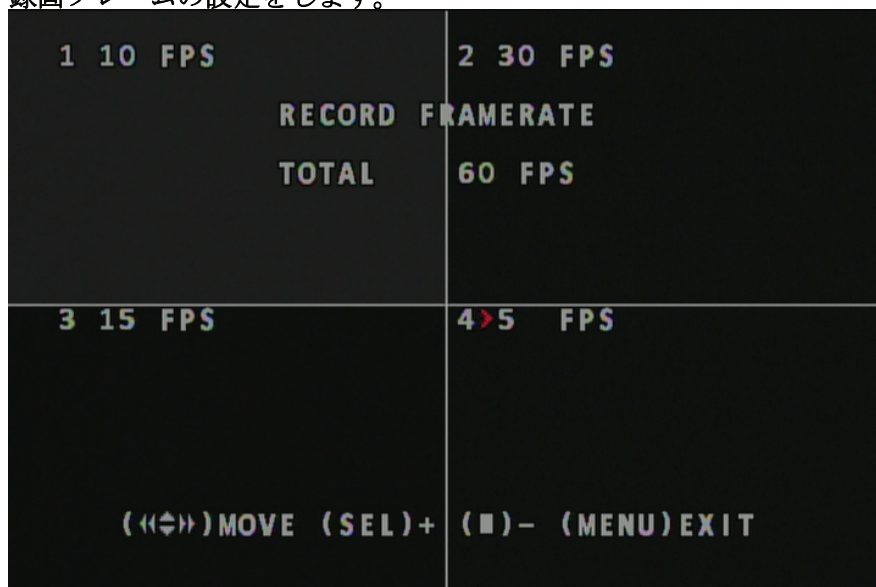 録画フレームの設定をします。
1 10 FPS
2 30 FPS
RECORD FRAMERATE
TOTAL 60 FPS
3 15 FPS
4>5 FPS
(◀◀▲▼▶▶)MOVE (SEL)+ (■)− (MENU)EXIT